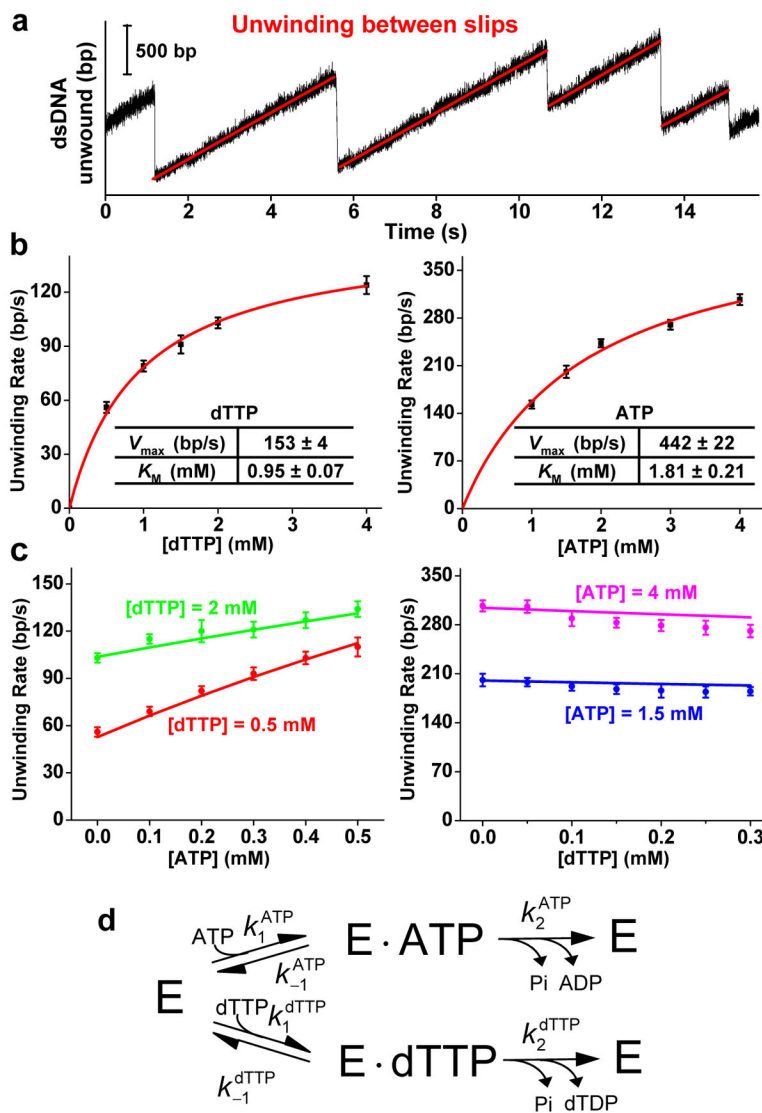 a
Unwinding between slips
500 bp
dsDNA
unwound (bp)
0 2 4 6 8 10 12 14
Time (s)
b
Unwinding Rate (bp/s)
120
90
60
30
0
dTTP
Vmax (bp/s) 153 ± 4
KM (mM) 0.95 ± 0.07
0 1 2 3 4
[dTTP] (mM)
Unwinding Rate (bp/s)
350
280
210
140
70
0
ATP
Vmax (bp/s) 442 ± 22
KM (mM) 1.81 ± 0.21
0 1 2 3 4
[ATP] (mM)
c
Unwinding Rate (bp/s)
150
120
90
60
30
0
[dTTP] = 2 mM
[dTTP] = 0.5 mM
0.0 0.1 0.2 0.3 0.4 0.5
[ATP] (mM)
Unwinding Rate (bp/s)
350
280
210
140
70
0
[ATP] = 4 mM
[ATP] = 1.5 mM
0.0 0.1 0.2 0.3
[dTTP] (mM)
d
ATP k1ATP E · ATP k2ATP E
k−1ATP Pi ADP
E
dTTP k1dTTP E · dTTP k2dTTP E
k−1dTTP Pi dTDP